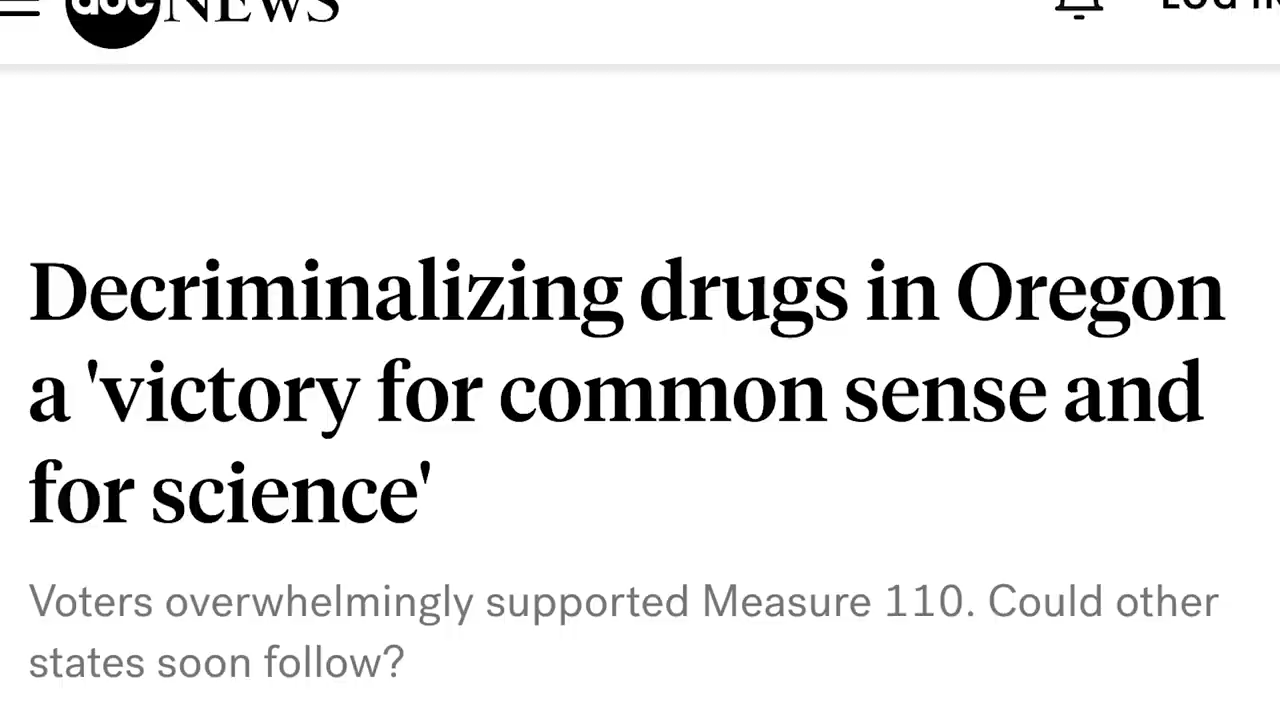 abc NEWS
Decriminalizing drugs in Oregon
a 'victory for common sense and
for science'
Voters overwhelmingly supported Measure 110. Could other
states soon follow?